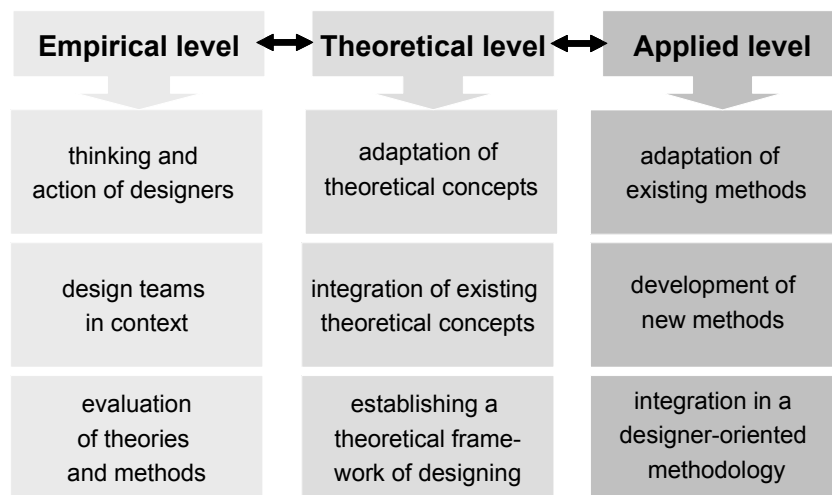 Empirical level
Theoretical level
Applied level
thinking and
action of designers
adaptation of
theoretical concepts
adaptation of
existing methods
design teams
in context
integration of existing
theoretical concepts
development of
new methods
evaluation
of theories
and methods
establishing a
theoretical frame-
work of designing
integration in a
designer-oriented
methodology